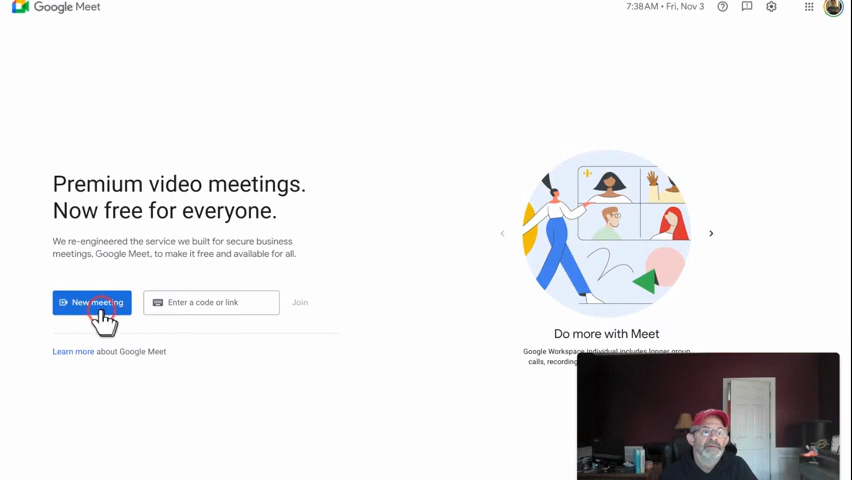 Google Meet
7:38 AM • Fri, Nov 3
Premium video meetings.
Now free for everyone.
We re-engineered the service we built for secure business
meetings, Google Meet, to make it free and available for all.
New meeting
Enter a code or link
Join
Learn more about Google Meet
Do more with Meet
Google Workspace Individual includes longer group
calls, recording